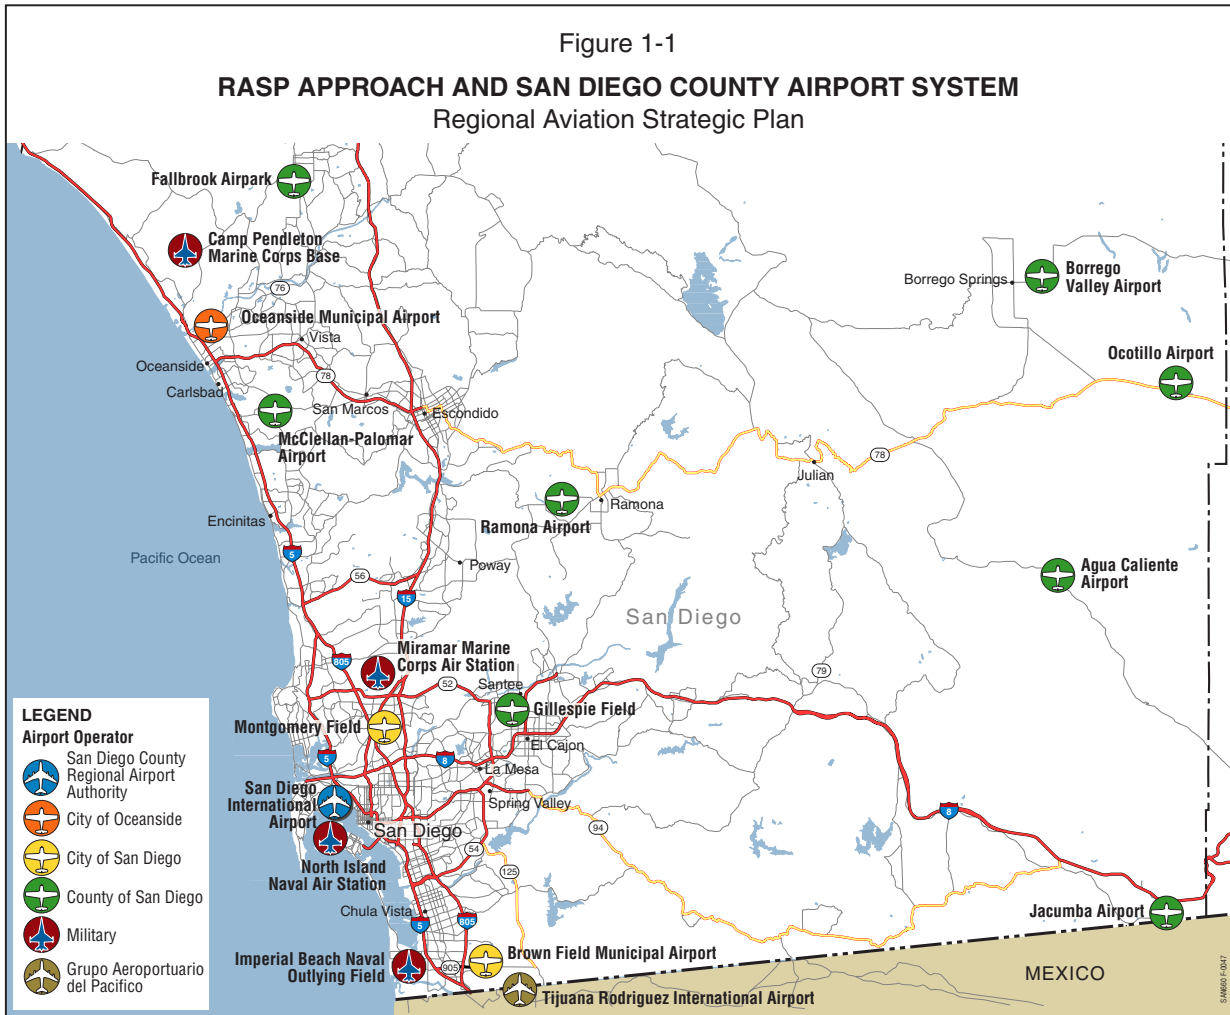 Figure 1-1
RASP APPROACH AND SAN DIEGO COUNTY AIRPORT SYSTEM
Regional Aviation Strategic Plan
Fallbrook Airpark
Camp Pendleton
Marine Corps Base
76
Oceanside Municipal Airport
Vista
Oceanside
Carlsbad
78
San Marcos
Escondido
McClellan-Palomar
Airport
Borrego Springs
Borrego
Valley Airport
Ocotillo Airport
78
Julian
Ramona
Ramona Airport
Encinitas
Pacific Ocean
5
56
15
Poway
Agua Caliente
Airport
San Diego
805
Miramar Marine
Corps Air Station
52
Santee
79
Gillespie Field
Montgomery Field
El Cajon
5
8
La Mesa
Spring Valley
San Diego
International
Airport
San Diego
8
94
North Island
Naval Air Station
54
125
Chula Vista
5
805
Jacumba Airport
Imperial Beach Naval
Outlying Field
905
Brown Field Municipal Airport
MEXICO
Tijuana Rodriguez International Airport
LEGEND
Airport Operator
San Diego County
Regional Airport
Authority
City of Oceanside
City of San Diego
County of San Diego
Military
Grupo Aeroportuario
del Pacifico
SAN660 F-0047